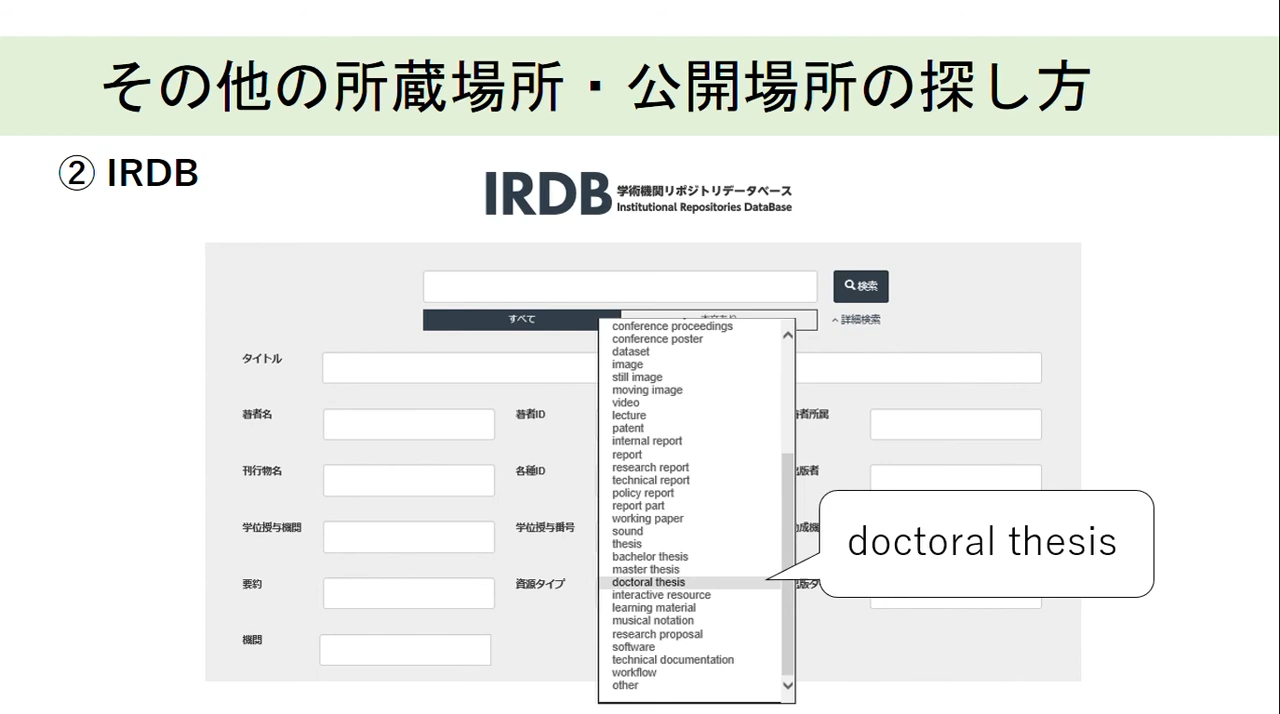 その他の所蔵場所・公開場所の探し方
② IRDB
IRDB 学術機関リポジトリデータベース
Institutional Repositories DataBase
検索
すべて
詳細検索
タイトル
著者名
著者ID
者所属
刊行物名
各種ID
出版者
学位授与機関
学位授与番号
要約
資源タイプ
機関
conference proceedings
conference poster
dataset
image
still image
moving image
video
lecture
patent
internal report
report
research report
technical report
policy report
report part
working paper
sound
thesis
bachelor thesis
master thesis
doctoral thesis
interactive resource
learning material
musical notation
research proposal
software
technical documentation
workflow
other
doctoral thesis